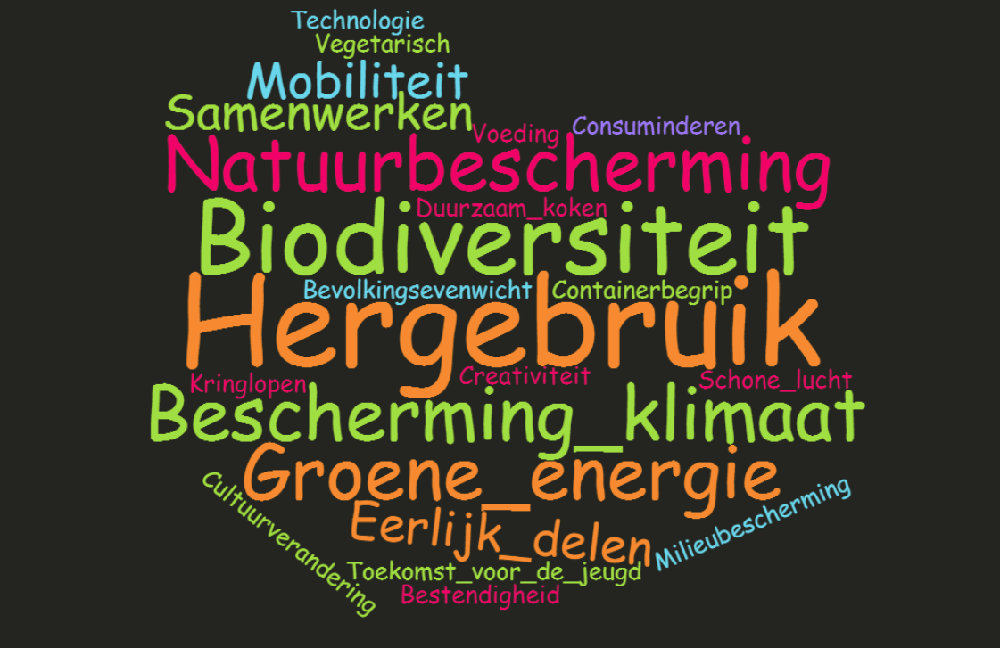 Technologie
Vegetarisch
Mobiliteit
Samenwerken
Voeding
Consuminderen
Natuurbescherming
Duurzaam_koken
Biodiversiteit
Bevolkingsevenwicht
Containerbegrip
Hergebruik
Kringlopen
Creativiteit
Schone_lucht
Bescherming_klimaat
Groene_energie
Cultuurverandering
Eerlijk_delen
Milieubescherming
Toekomst_voor_de_jeugd
Bestendigheid